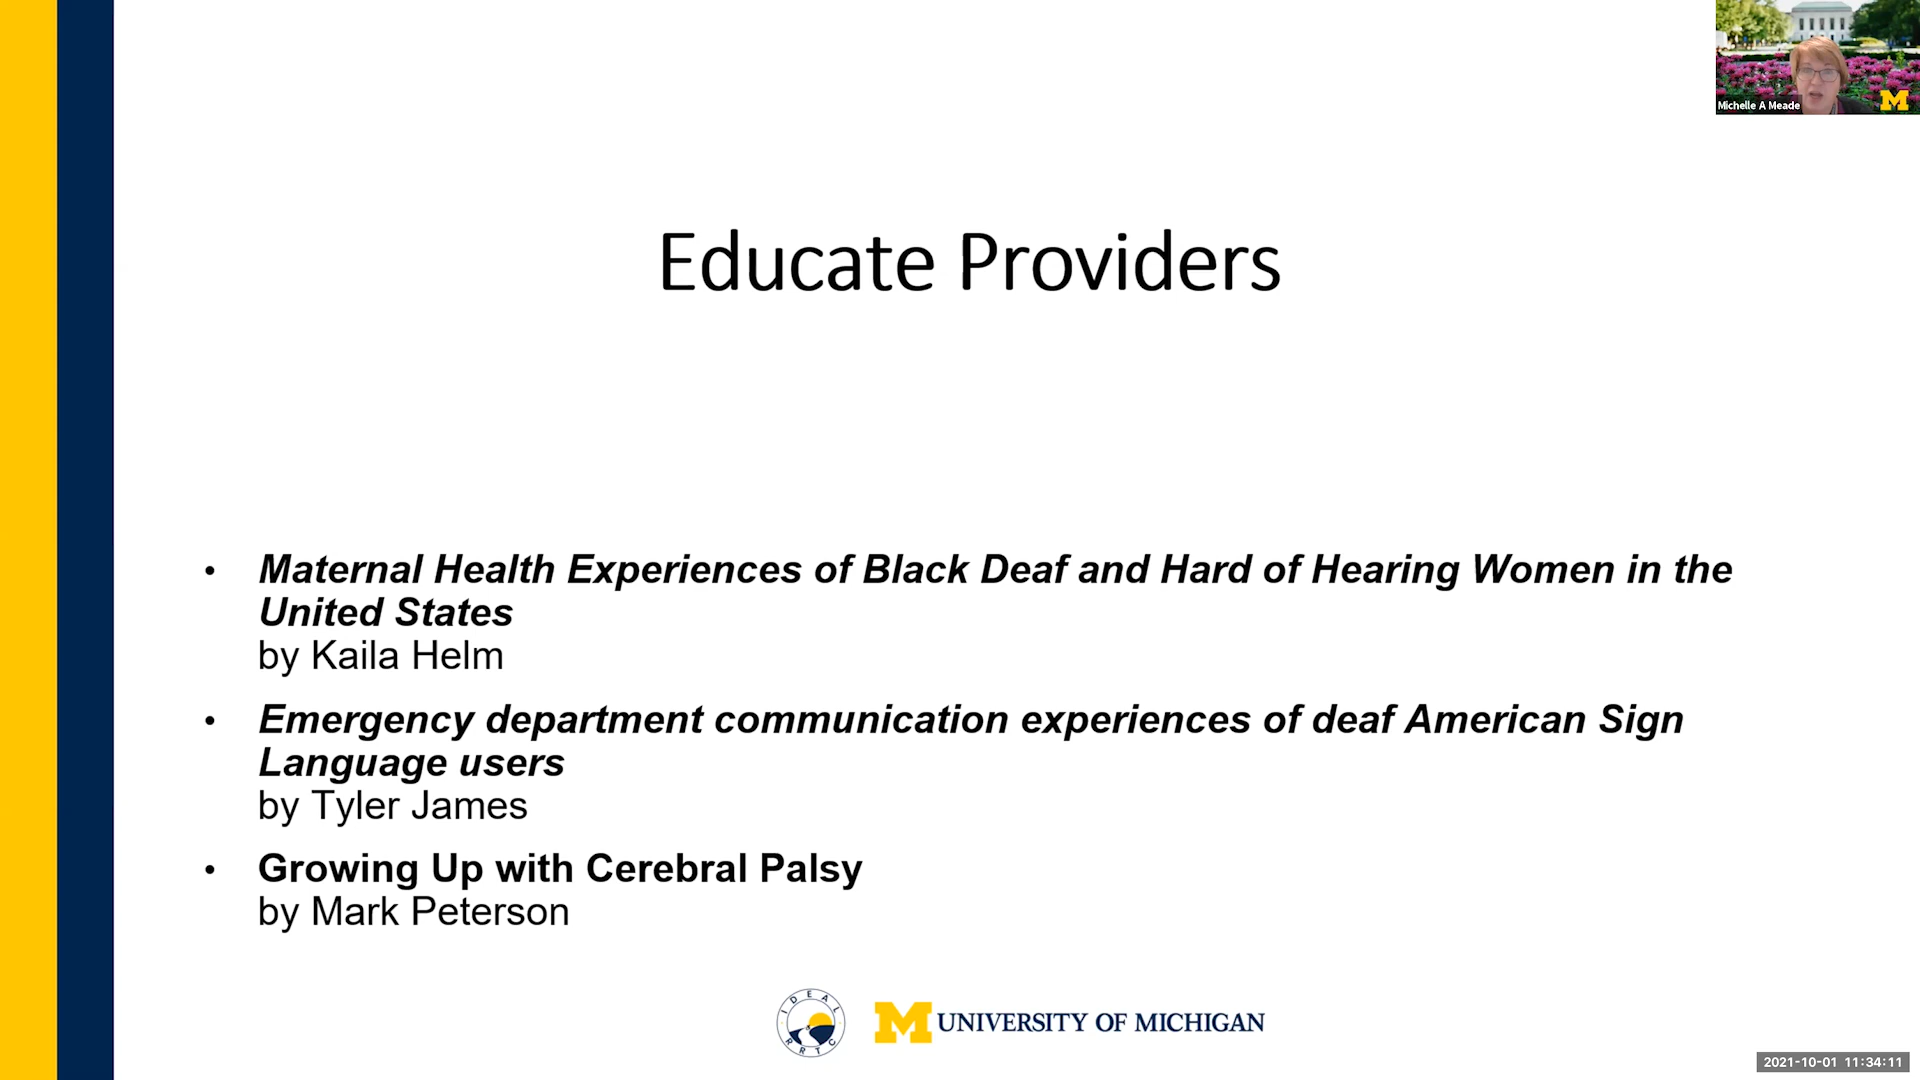 Michelle A Meade
M
Educate Providers
• Maternal Health Experiences of Black Deaf and Hard of Hearing Women in the
United States
by Kaila Helm
• Emergency department communication experiences of deaf American Sign
Language users
by Tyler James
• Growing Up with Cerebral Palsy
by Mark Peterson
IDEAL
RRTC
M UNIVERSITY OF MICHIGAN
2021-10-01 11:34:11